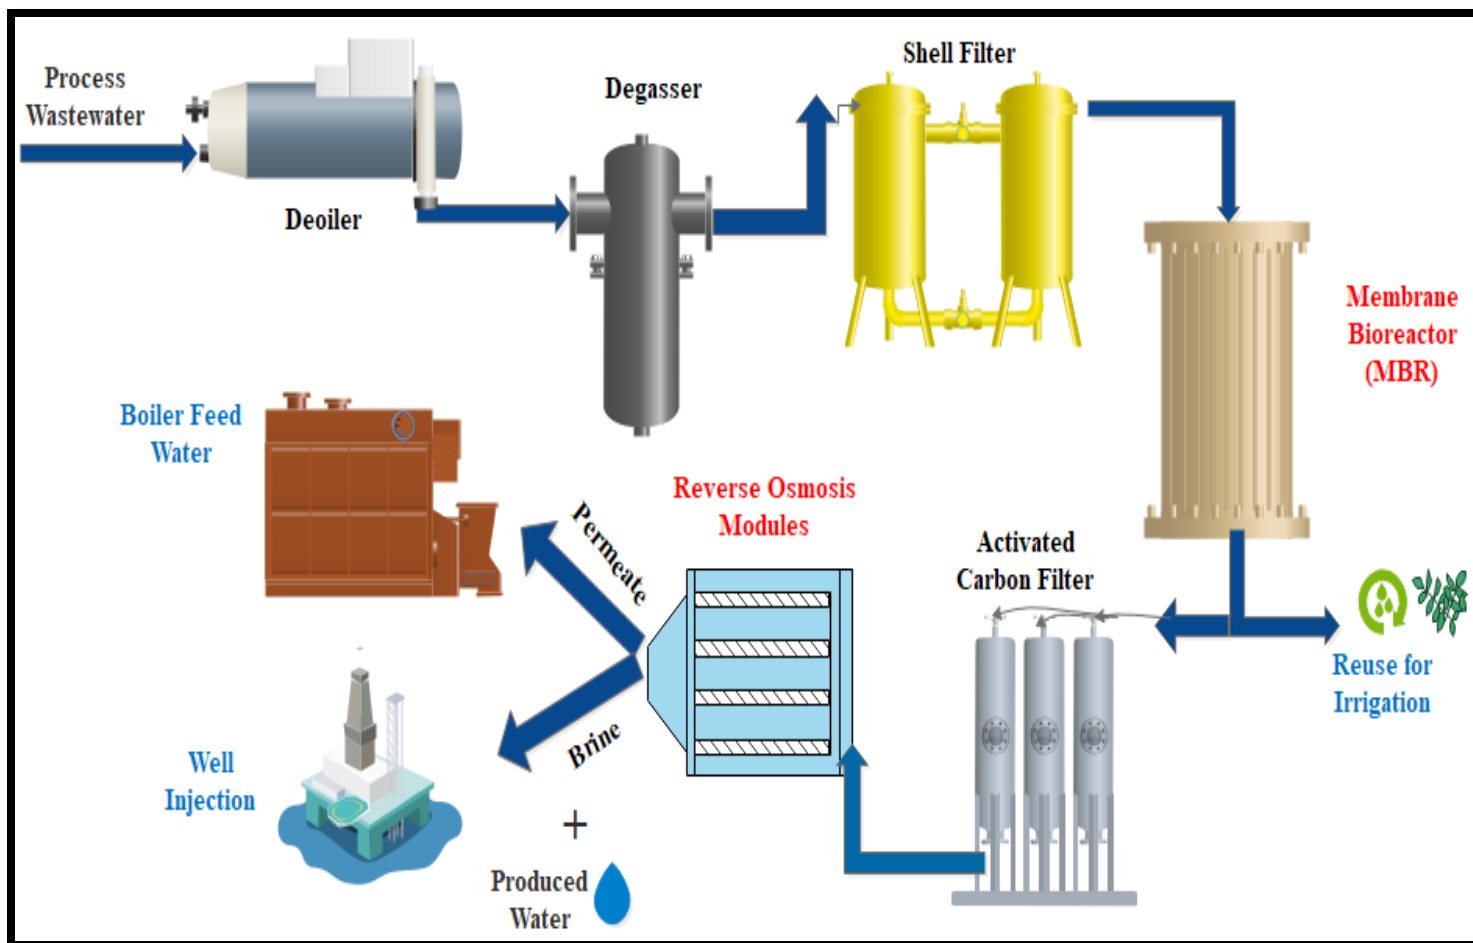 Process
Wastewater
Deoiler
Degasser
Shell Filter
Membrane
Bioreactor
(MBR)
Reuse for
Irrigation
Activated
Carbon Filter
Reverse Osmosis
Modules
Permeate
Boiler Feed
Water
Brine
Well
Injection
+
Produced
Water